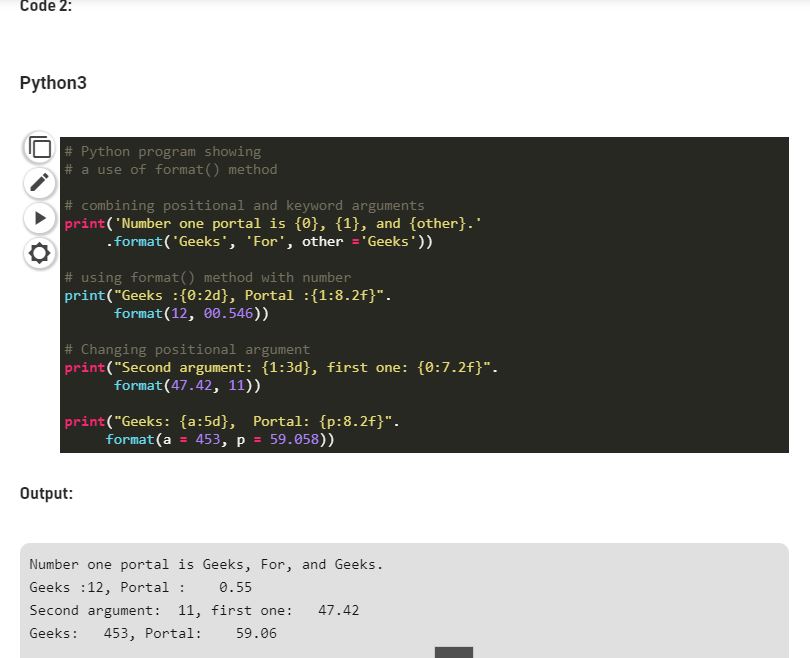 Code 2:
Python3
# Python program showing
# a use of format() method
# combining positional and keyword arguments
print('Number one portal is {0}, {1}, and {other}.'
     .format('Geeks', 'For', other ='Geeks'))
# using format() method with number
print("Geeks :{0:2d}, Portal :{1:8.2f}".
      format(12, 00.546))
# Changing positional argument
print("Second argument: {1:3d}, first one: {0:7.2f}".
      format(47.42, 11))
print("Geeks: {a:5d},  Portal: {p:8.2f}".
     format(a = 453, p = 59.058))
Output:
Number one portal is Geeks, For, and Geeks.
Geeks :12, Portal :    0.55
Second argument:  11, first one:   47.42
Geeks:   453, Portal:    59.06